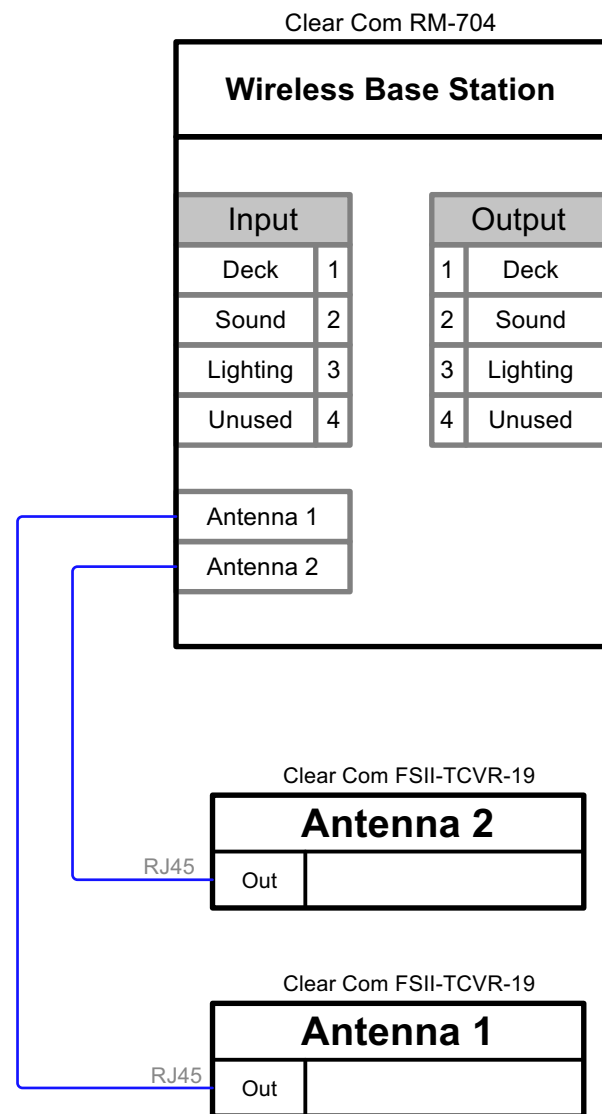 Clear Com RM-704
Wireless Base Station
Input
Deck 1
Sound 2
Lighting 3
Unused 4
Output
1 Deck
2 Sound
3 Lighting
4 Unused
Antenna 1
Antenna 2
Clear Com FSII-TCVR-19
Antenna 2
RJ45
Out
Clear Com FSII-TCVR-19
Antenna 1
RJ45
Out